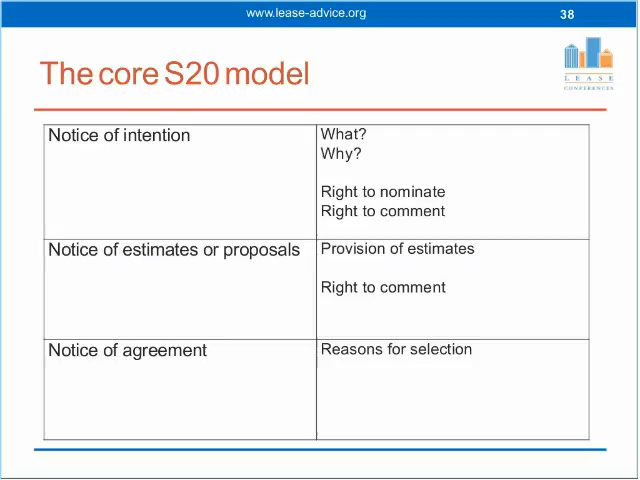 www.lease-advice.org
38
The core S20 model
LEASE
CONFERENCES
Notice of intention
What?
Why?
Right to nominate
Right to comment
Notice of estimates or proposals
Provision of estimates
Right to comment
Notice of agreement
Reasons for selection